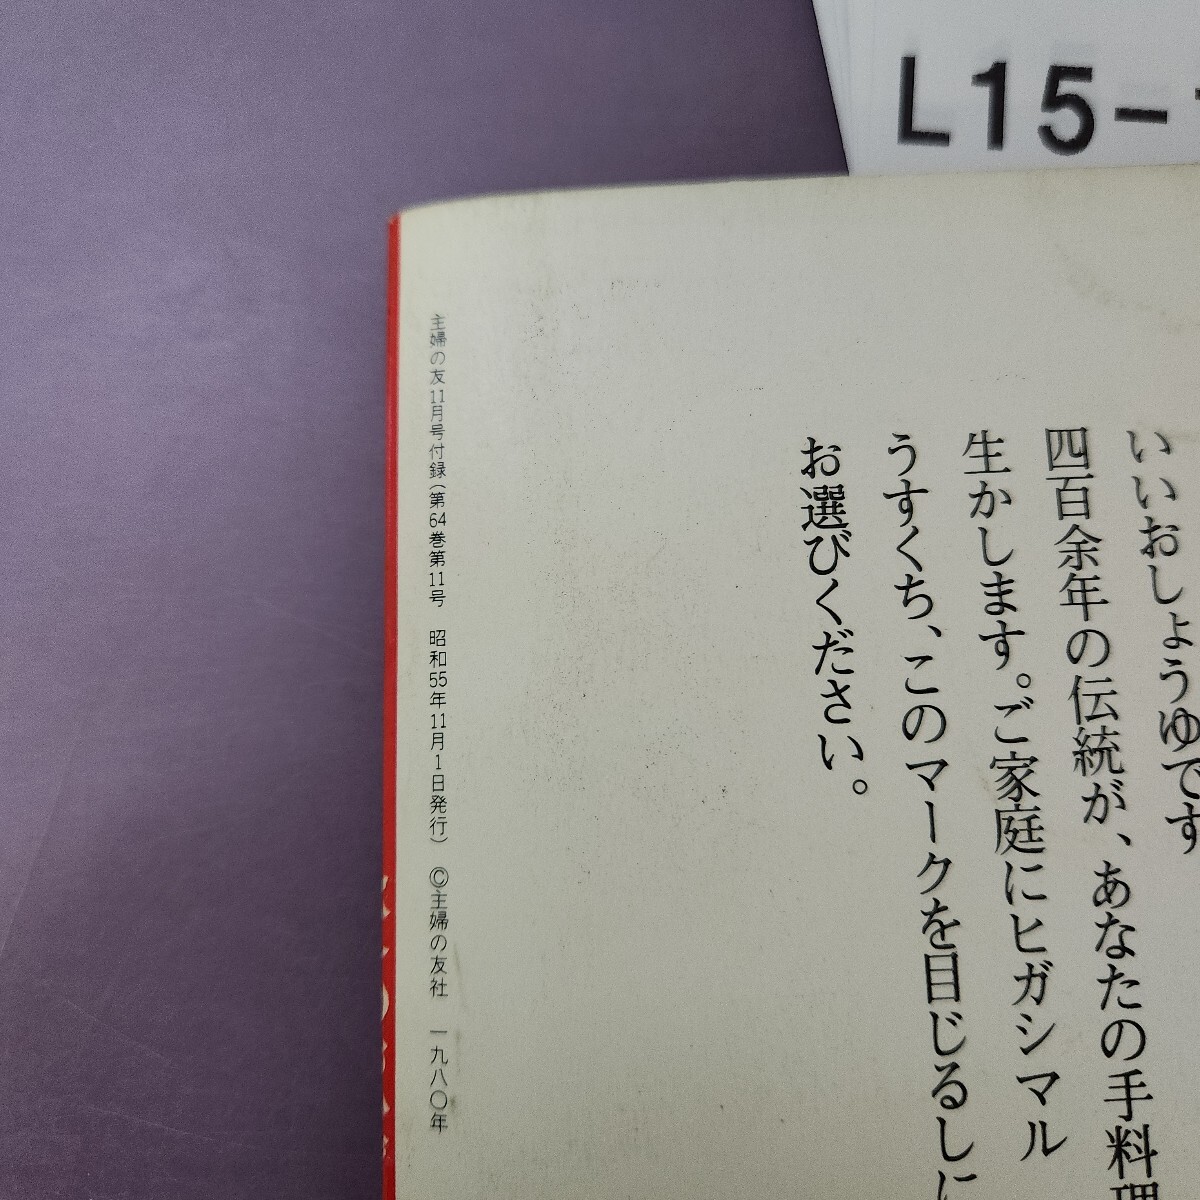 L15-
いいおしょうゆです
四百余年の伝統が、あなたの手料理
生かします。ご家庭にヒガシマル
うすくち、このマークを目じるしに
お選びください。
主婦の友11月号付録(第64巻第11号　昭和55年11月1日発行)　©主婦の友社　一九八〇年